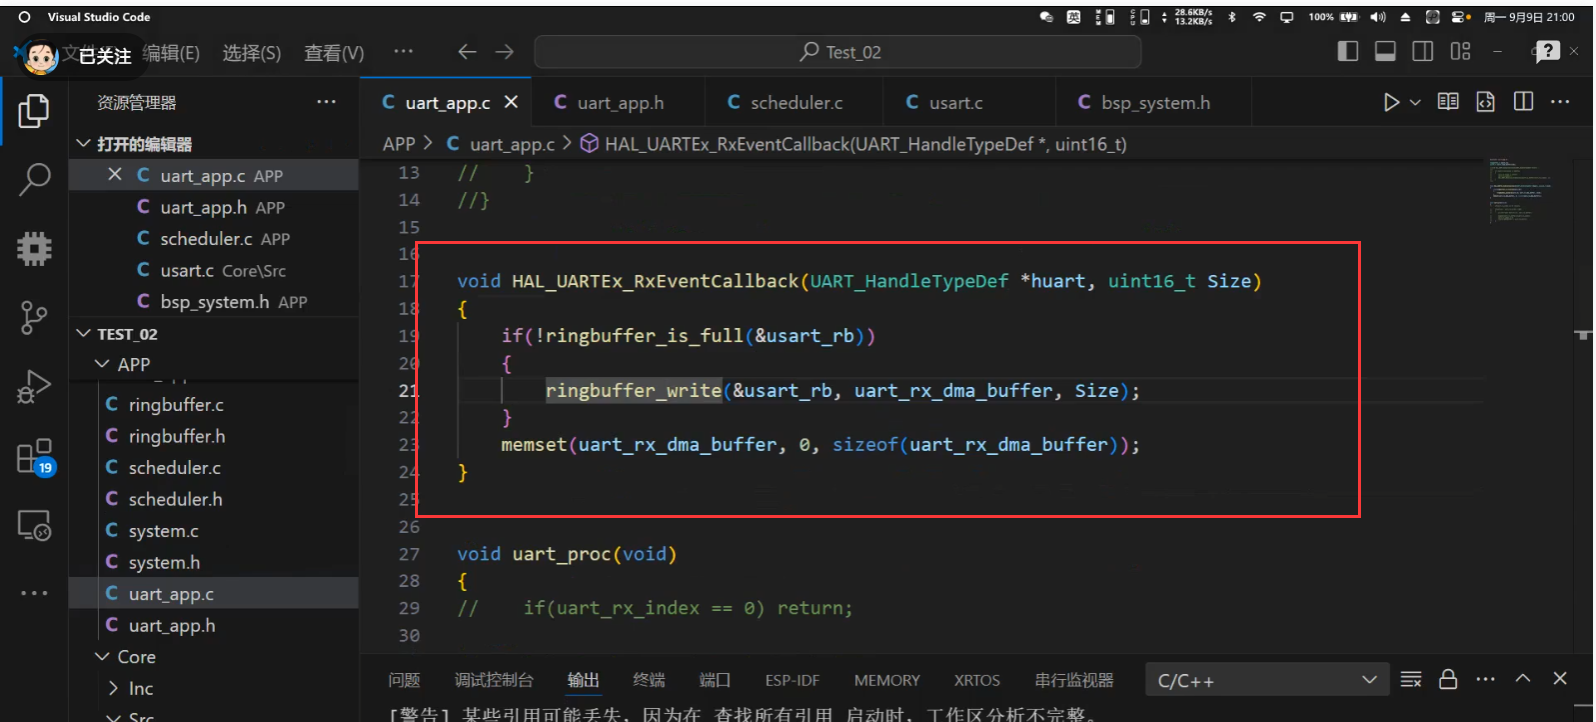 Visual Studio Code
英
28.6KB/s
13.2KB/s
100%
周一 9月9日 21:00
已关注
编辑(E) 选择(S) 查看(V) ···
Test_02
资源管理器
打开的编辑器
uart_app.c APP
uart_app.h APP
scheduler.c APP
usart.c Core\Src
bsp_system.h APP
TEST_02
APP
ringbuffer.c
ringbuffer.h
scheduler.c
scheduler.h
system.c
system.h
uart_app.c
uart_app.h
Core
Inc
Src
19
uart_app.c uart_app.h scheduler.c usart.c bsp_system.h
APP > C uart_app.c > HAL_UARTEx_RxEventCallback(UART_HandleTypeDef *, uint16_t)
13 // }
14 //}
15
16
17 void HAL_UARTEx_RxEventCallback(UART_HandleTypeDef *huart, uint16_t Size)
18 {
19 if(!ringbuffer_is_full(&usart_rb))
20 {
21 ringbuffer_write(&usart_rb, uart_rx_dma_buffer, Size);
22 }
23 memset(uart_rx_dma_buffer, 0, sizeof(uart_rx_dma_buffer));
24 }
25
26
27 void uart_proc(void)
28 {
29 // if(uart_rx_index == 0) return;
30
问题 调试控制台 输出 终端 端口 ESP-IDF MEMORY XRTOS 串行监视器 C/C++
[警告] 某些引用可能丢失，因为在 查找所有引用 启动时，工作区分析不完整。